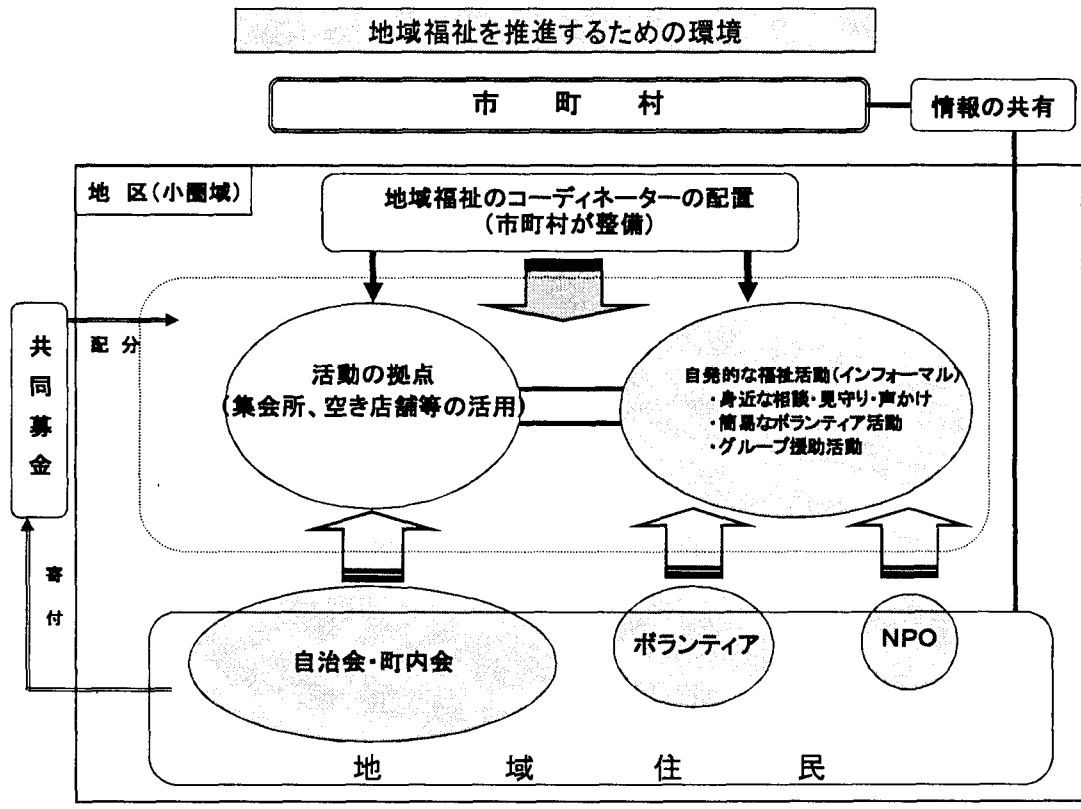 地域福祉を推進するための環境
市町村
情報の共有
地区(小圏域)
地域福祉のコーディネーターの配置
(市町村が整備)
共同募金
配分
活動の拠点
(集会所、空き店舗等の活用)
自発的な福祉活動(インフォーマル)
・身近な相談・見守り・声かけ
・簡易なボランティア活動
・グループ援助活動
寄付
自治会・町内会
ボランティア
NPO
地域住民